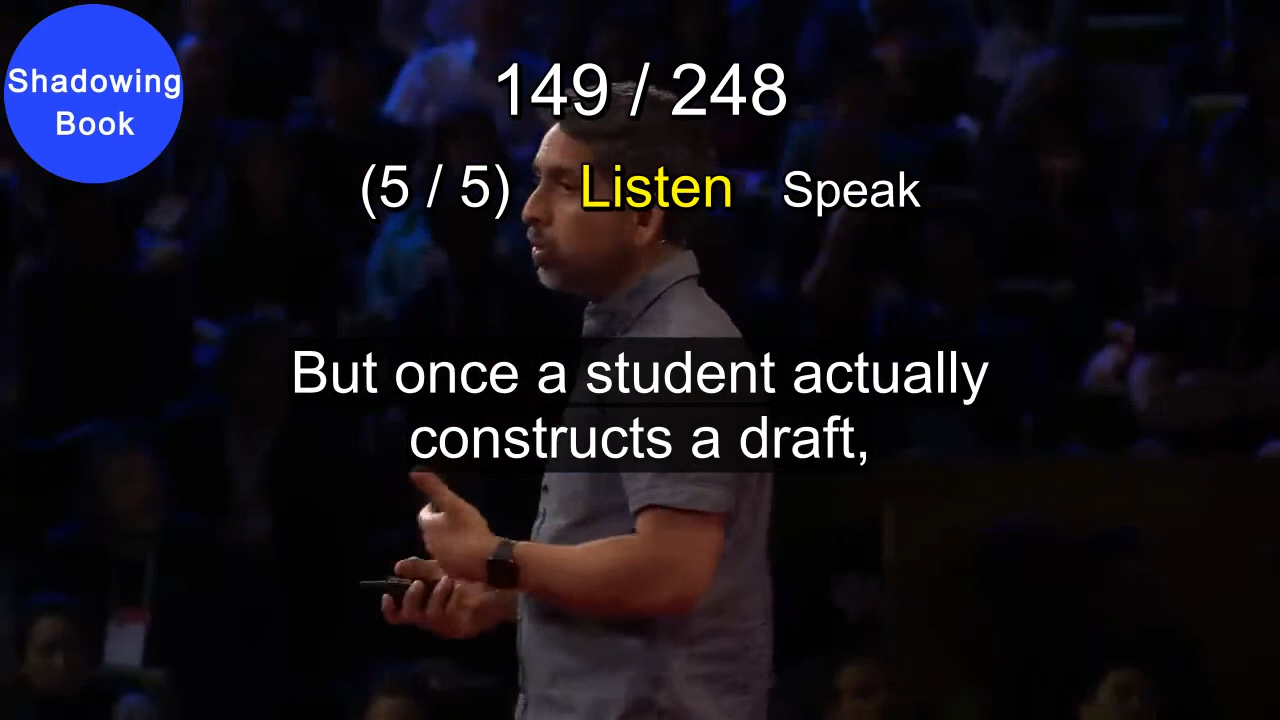 Shadowing
Book
149 / 248
(5 / 5) Listen Speak
But once a student actually
constructs a draft,